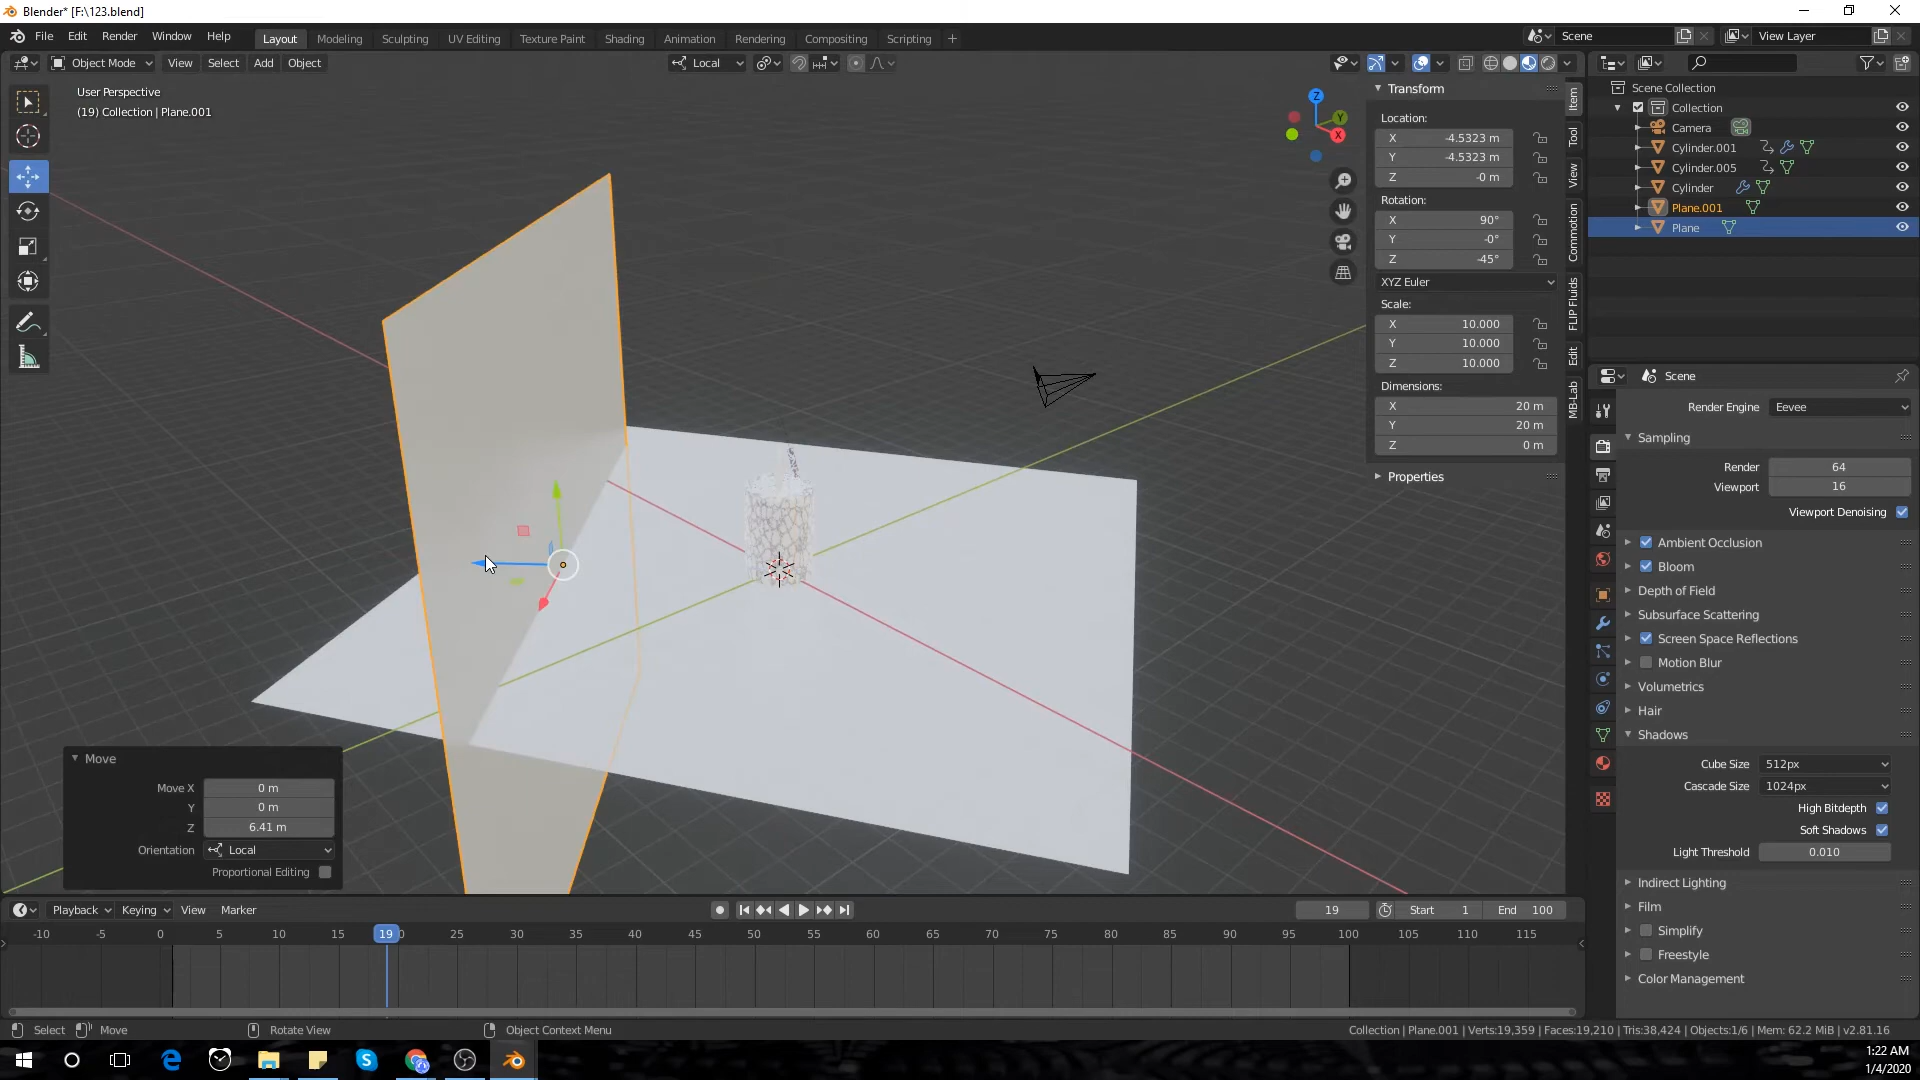 Blender* [F:\123.blend]
File Edit Render Window Help
Layout Modeling Sculpting UV Editing Texture Paint Shading Animation Rendering Compositing Scripting +
Scene
View Layer
Object Mode View Select Add Object
Local
User Perspective
(19) Collection | Plane.001
Z
Y
X
Transform
Location:
X -4.5323 m
Y -4.5323 m
Z -0 m
Rotation:
X 90°
Y -0°
Z -45°
XYZ Euler
Scale:
X 10.000
Y 10.000
Z 10.000
Dimensions:
X 20 m
Y 20 m
Z 0 m
Properties
Item
Tool
View
Commotion
FLIP Fluids
Edit
MB-Lab
Scene Collection
Collection
Camera
Cylinder.001
Cylinder.005
Cylinder
Plane.001
Plane
Scene
Render Engine Eevee
Sampling
Render 64
Viewport 16
Viewport Denoising
Ambient Occlusion
Bloom
Depth of Field
Subsurface Scattering
Screen Space Reflections
Motion Blur
Volumetrics
Hair
Shadows
Cube Size 512px
Cascade Size 1024px
High Bitdepth
Soft Shadows
Light Threshold 0.010
Indirect Lighting
Film
Simplify
Freestyle
Color Management
Move
Move X 0 m
Y 0 m
Z 6.41 m
Orientation Local
Proportional Editing
Playback Keying View Marker
19 Start 1 End 100
-10 -5 0 5 10 15 19 25 30 35 40 45 50 55 60 65 70 75 80 85 90 95 100 105 110 115
Select Move Rotate View Object Context Menu
Collection | Plane.001 | Verts:19,359 | Faces:19,210 | Tris:38,424 | Objects:1/6 | Mem: 62.2 MiB | v2.81.16
1:22 AM
1/4/2020